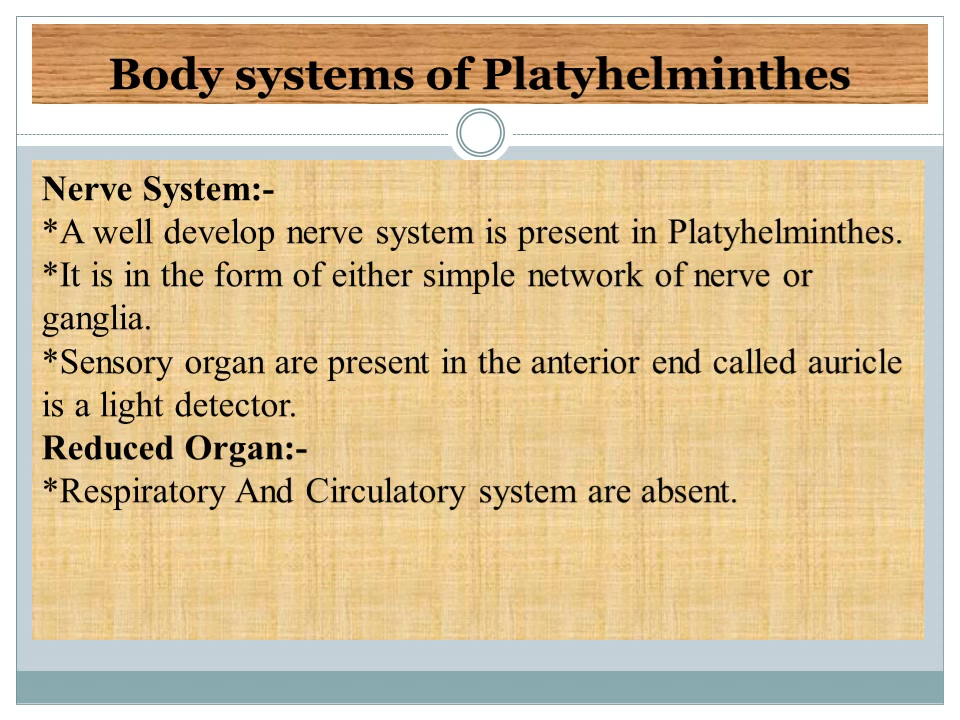 Body systems of Platyhelminthes
Nerve System:-
*A well develop nerve system is present in Platyhelminthes.
*It is in the form of either simple network of nerve or
ganglia.
*Sensory organ are present in the anterior end called auricle
is a light detector.
Reduced Organ:-
*Respiratory And Circulatory system are absent.